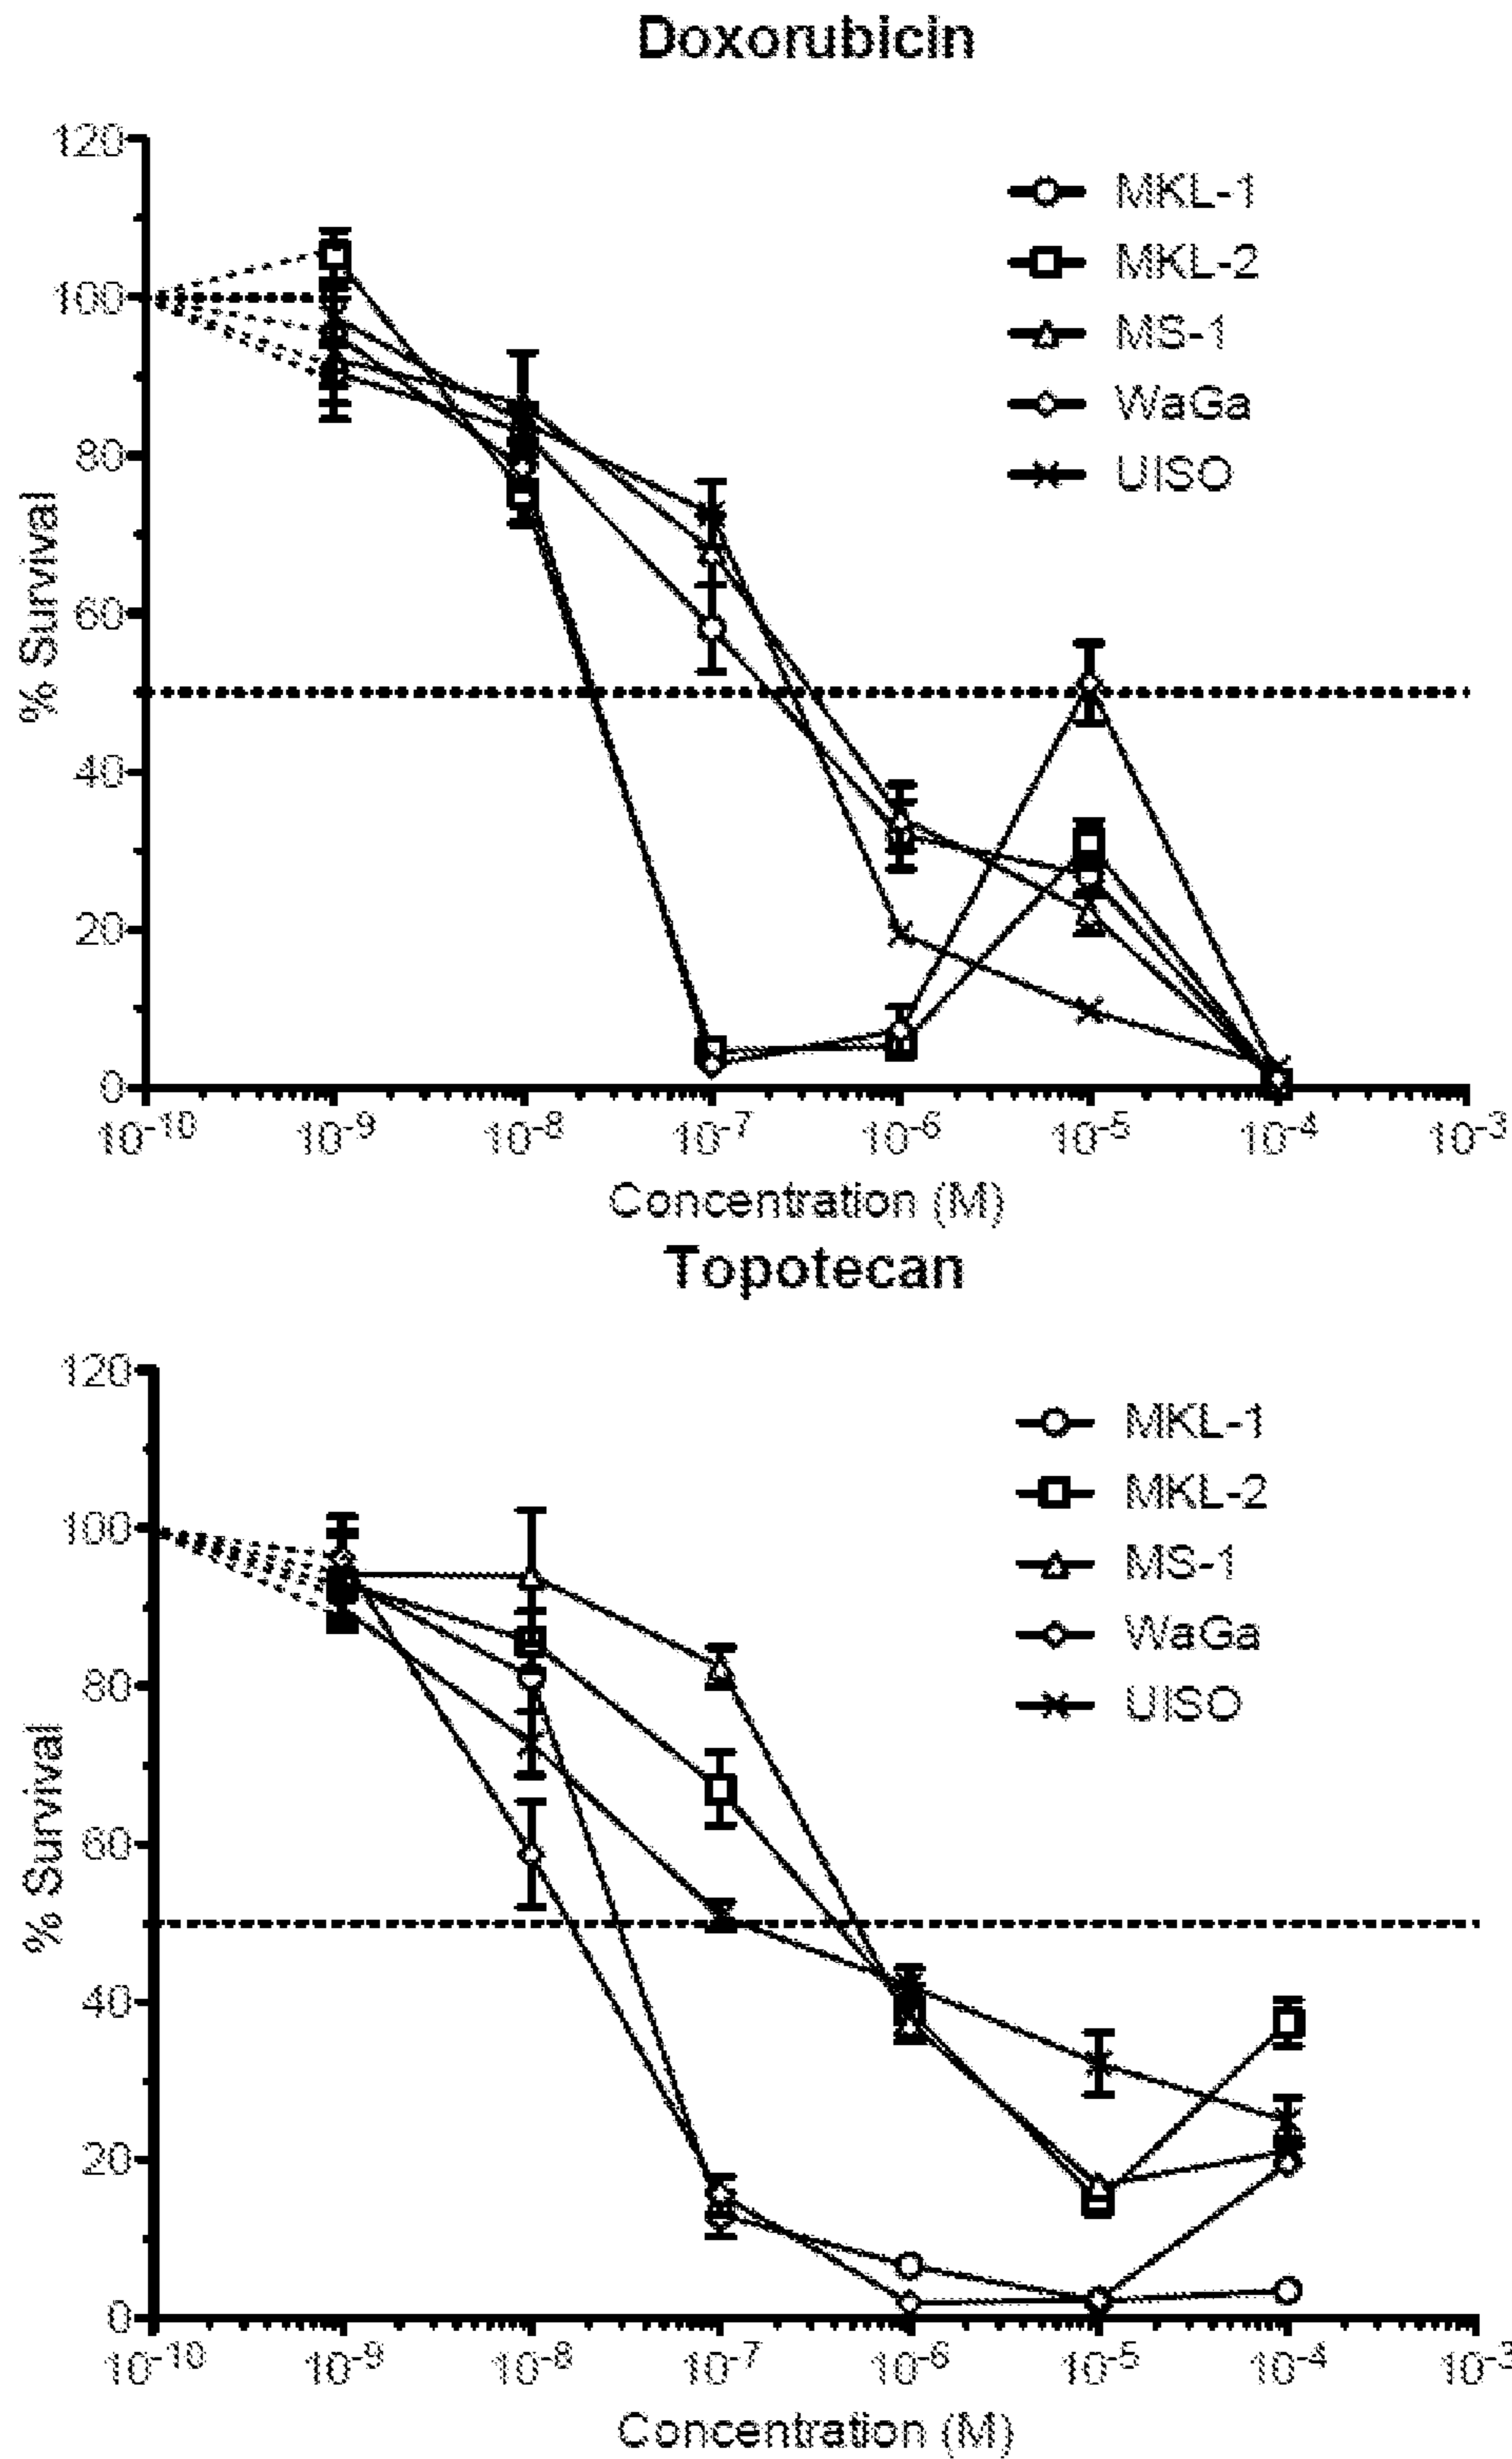 Doxorubicin
120
100
80
60
40
20
0
% Survival
MKL-1
MKL-2
MS-1
WaGa
UISO
10-10 10-9 10-8 10-7 10-6 10-5 10-4 10-3
Concentration (M)
Topotecan
120
100
80
60
40
20
0
% Survival
MKL-1
MKL-2
MS-1
WaGa
UISO
10-10 10-9 10-8 10-7 10-6 10-5 10-4 10-3
Concentration (M)